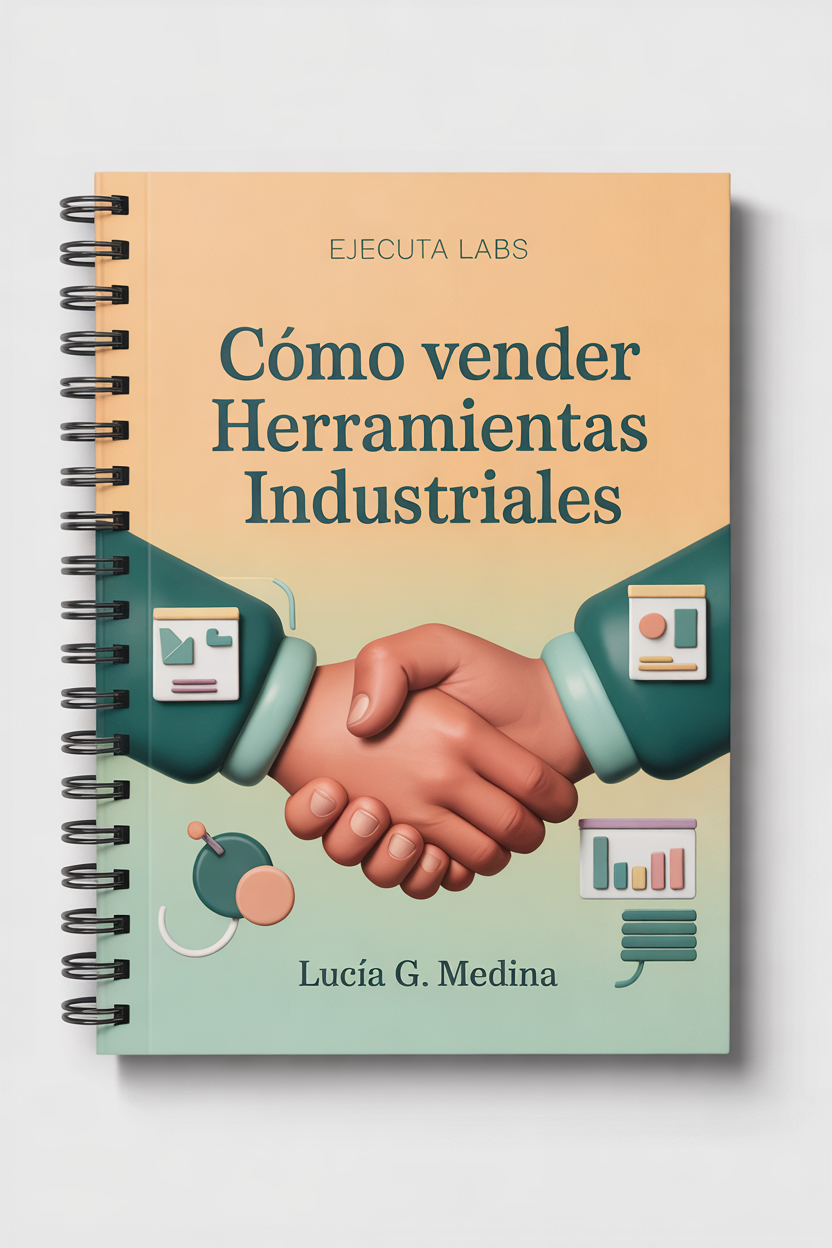 EJECUTA LABS
Cómo vender
Herramientas
Industriales
Lucía G. Medina